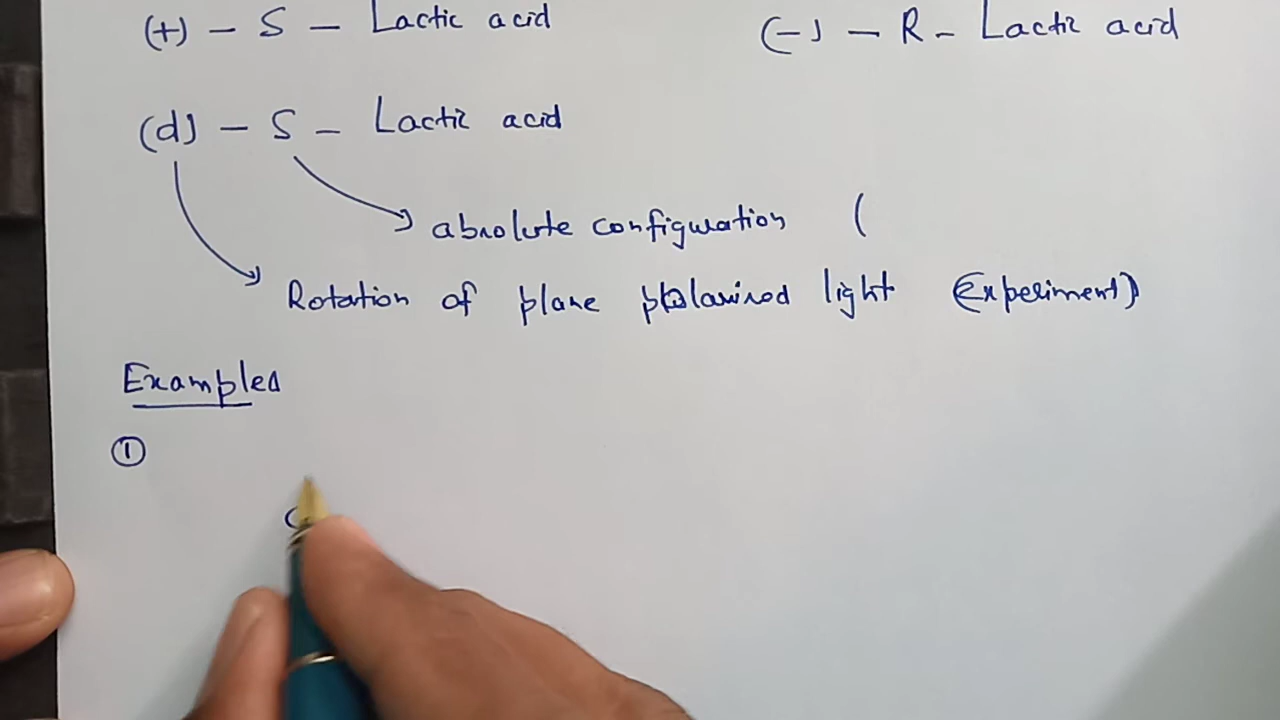 (+) - S - Lactic acid (-) - R - Lactic acid
(d) - S - Lactic acid
absolute configuration (
Rotation of plane polarised light (Experiment)
Examples
①
C